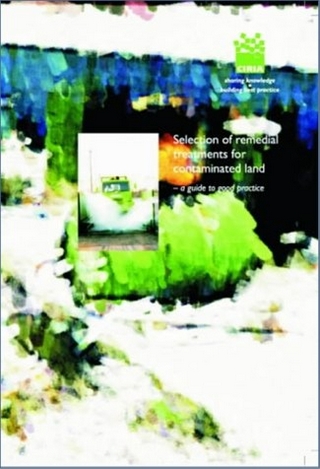 CIRIA
sharing knowledge
building best practice
Selection of remedial
treatments for
contaminated land
– a guide to good practice